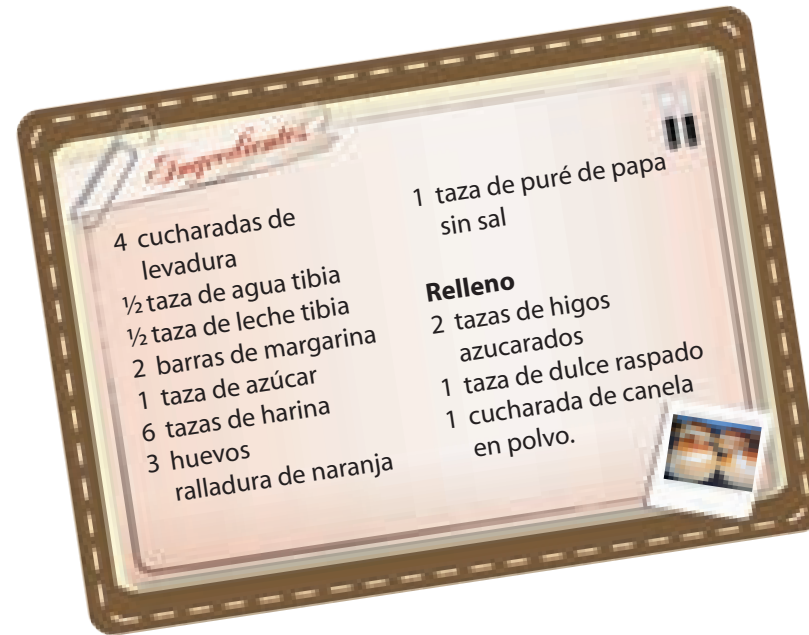 Ingredientes
4 cucharadas de
levadura
½ taza de agua tibia
½ taza de leche tibia
2 barras de margarina
1 taza de azúcar
6 tazas de harina
3 huevos
ralladura de naranja
1 taza de puré de papa
sin sal
Relleno
2 tazas de higos
azucarados
1 taza de dulce raspado
1 cucharada de canela
en polvo.